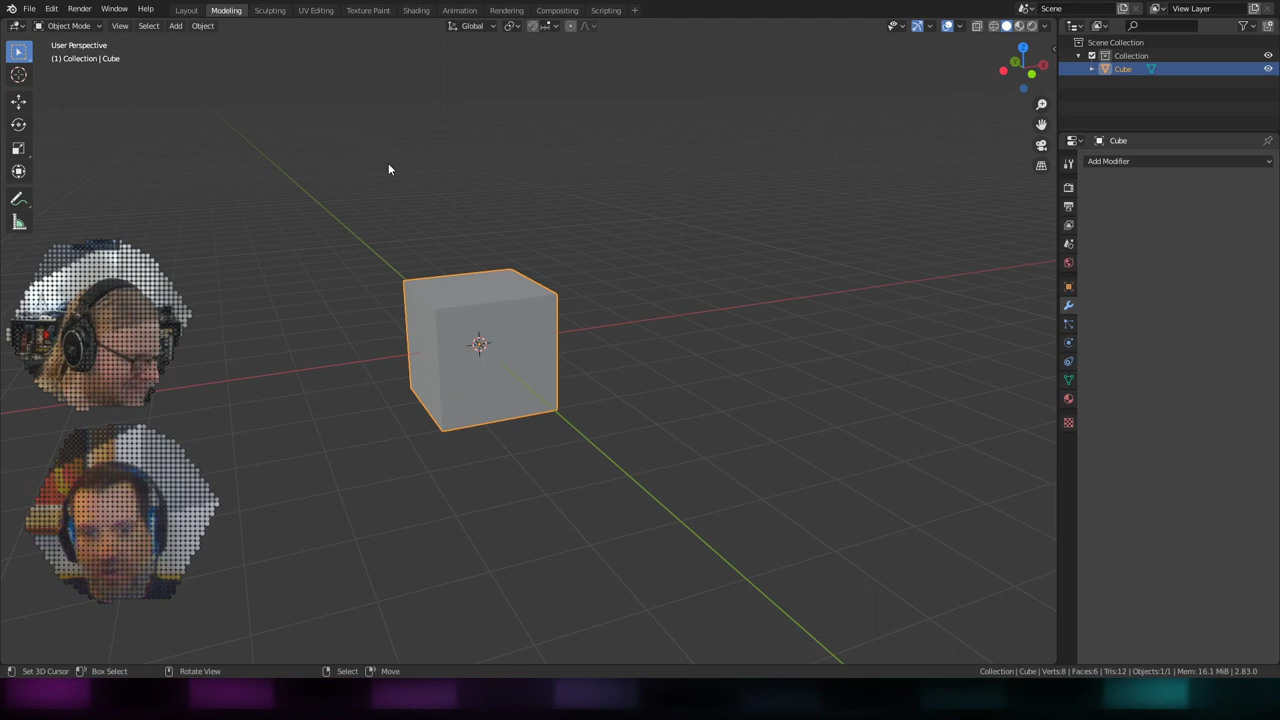 File Edit Render Window Help Layout Modeling Sculpting UV Editing Texture Paint Shading Animation Rendering Compositing Scripting + Scene View Layer
Object Mode View Select Add Object Global
User Perspective
(1) Collection | Cube
Z
Y
X
Scene Collection
Collection
Cube
Cube
Add Modifier
Set 3D Cursor Box Select Rotate View Select Move Collection | Cube | Verts:8 | Faces:6 | Tris:12 | Objects:1/1 | Mem: 16.1 MiB | 2.83.0